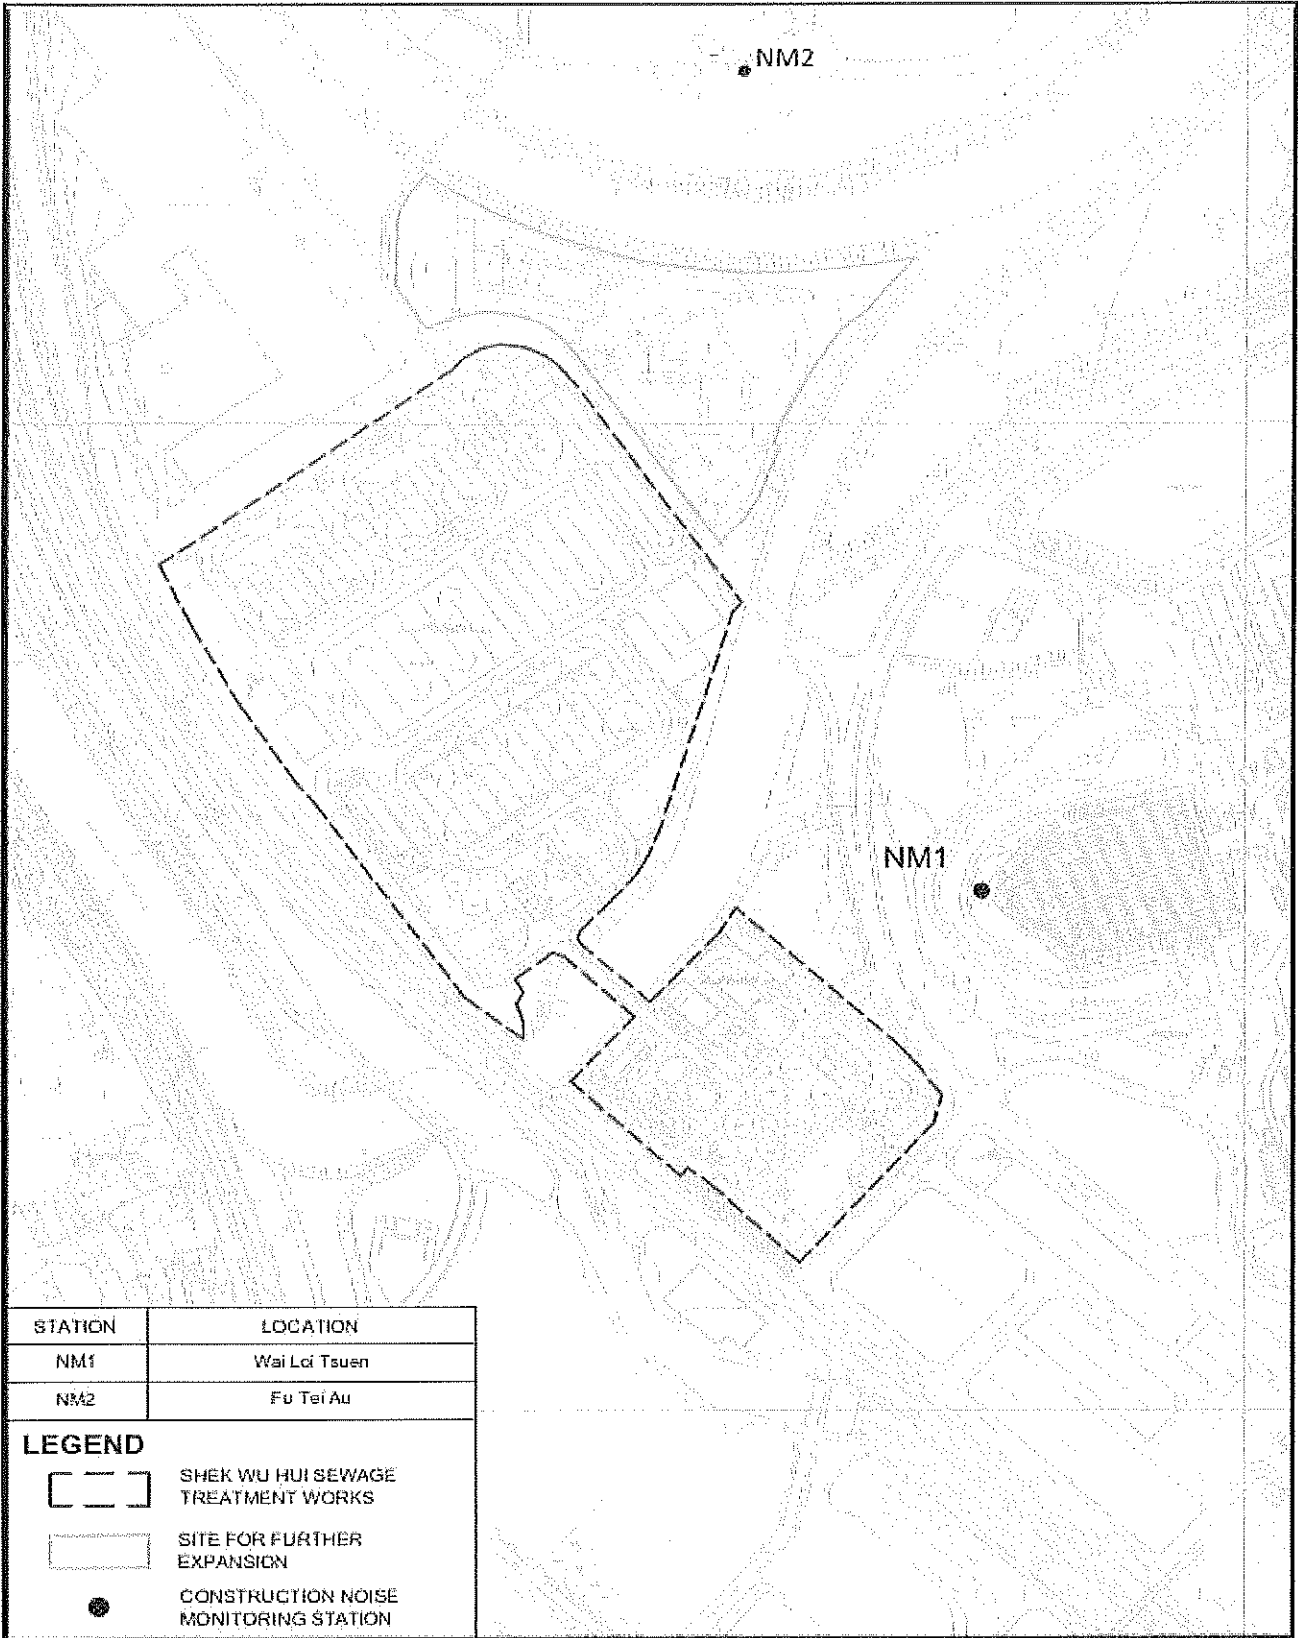 NM2
NM1
STATION LOCATION
NM1 Wai Loi Tsuen
NM2 Fu Tei Au
LEGEND
SHEK WU HUI SEWAGE
TREATMENT WORKS
SITE FOR FURTHER
EXPANSION
CONSTRUCTION NOISE
MONITORING STATION